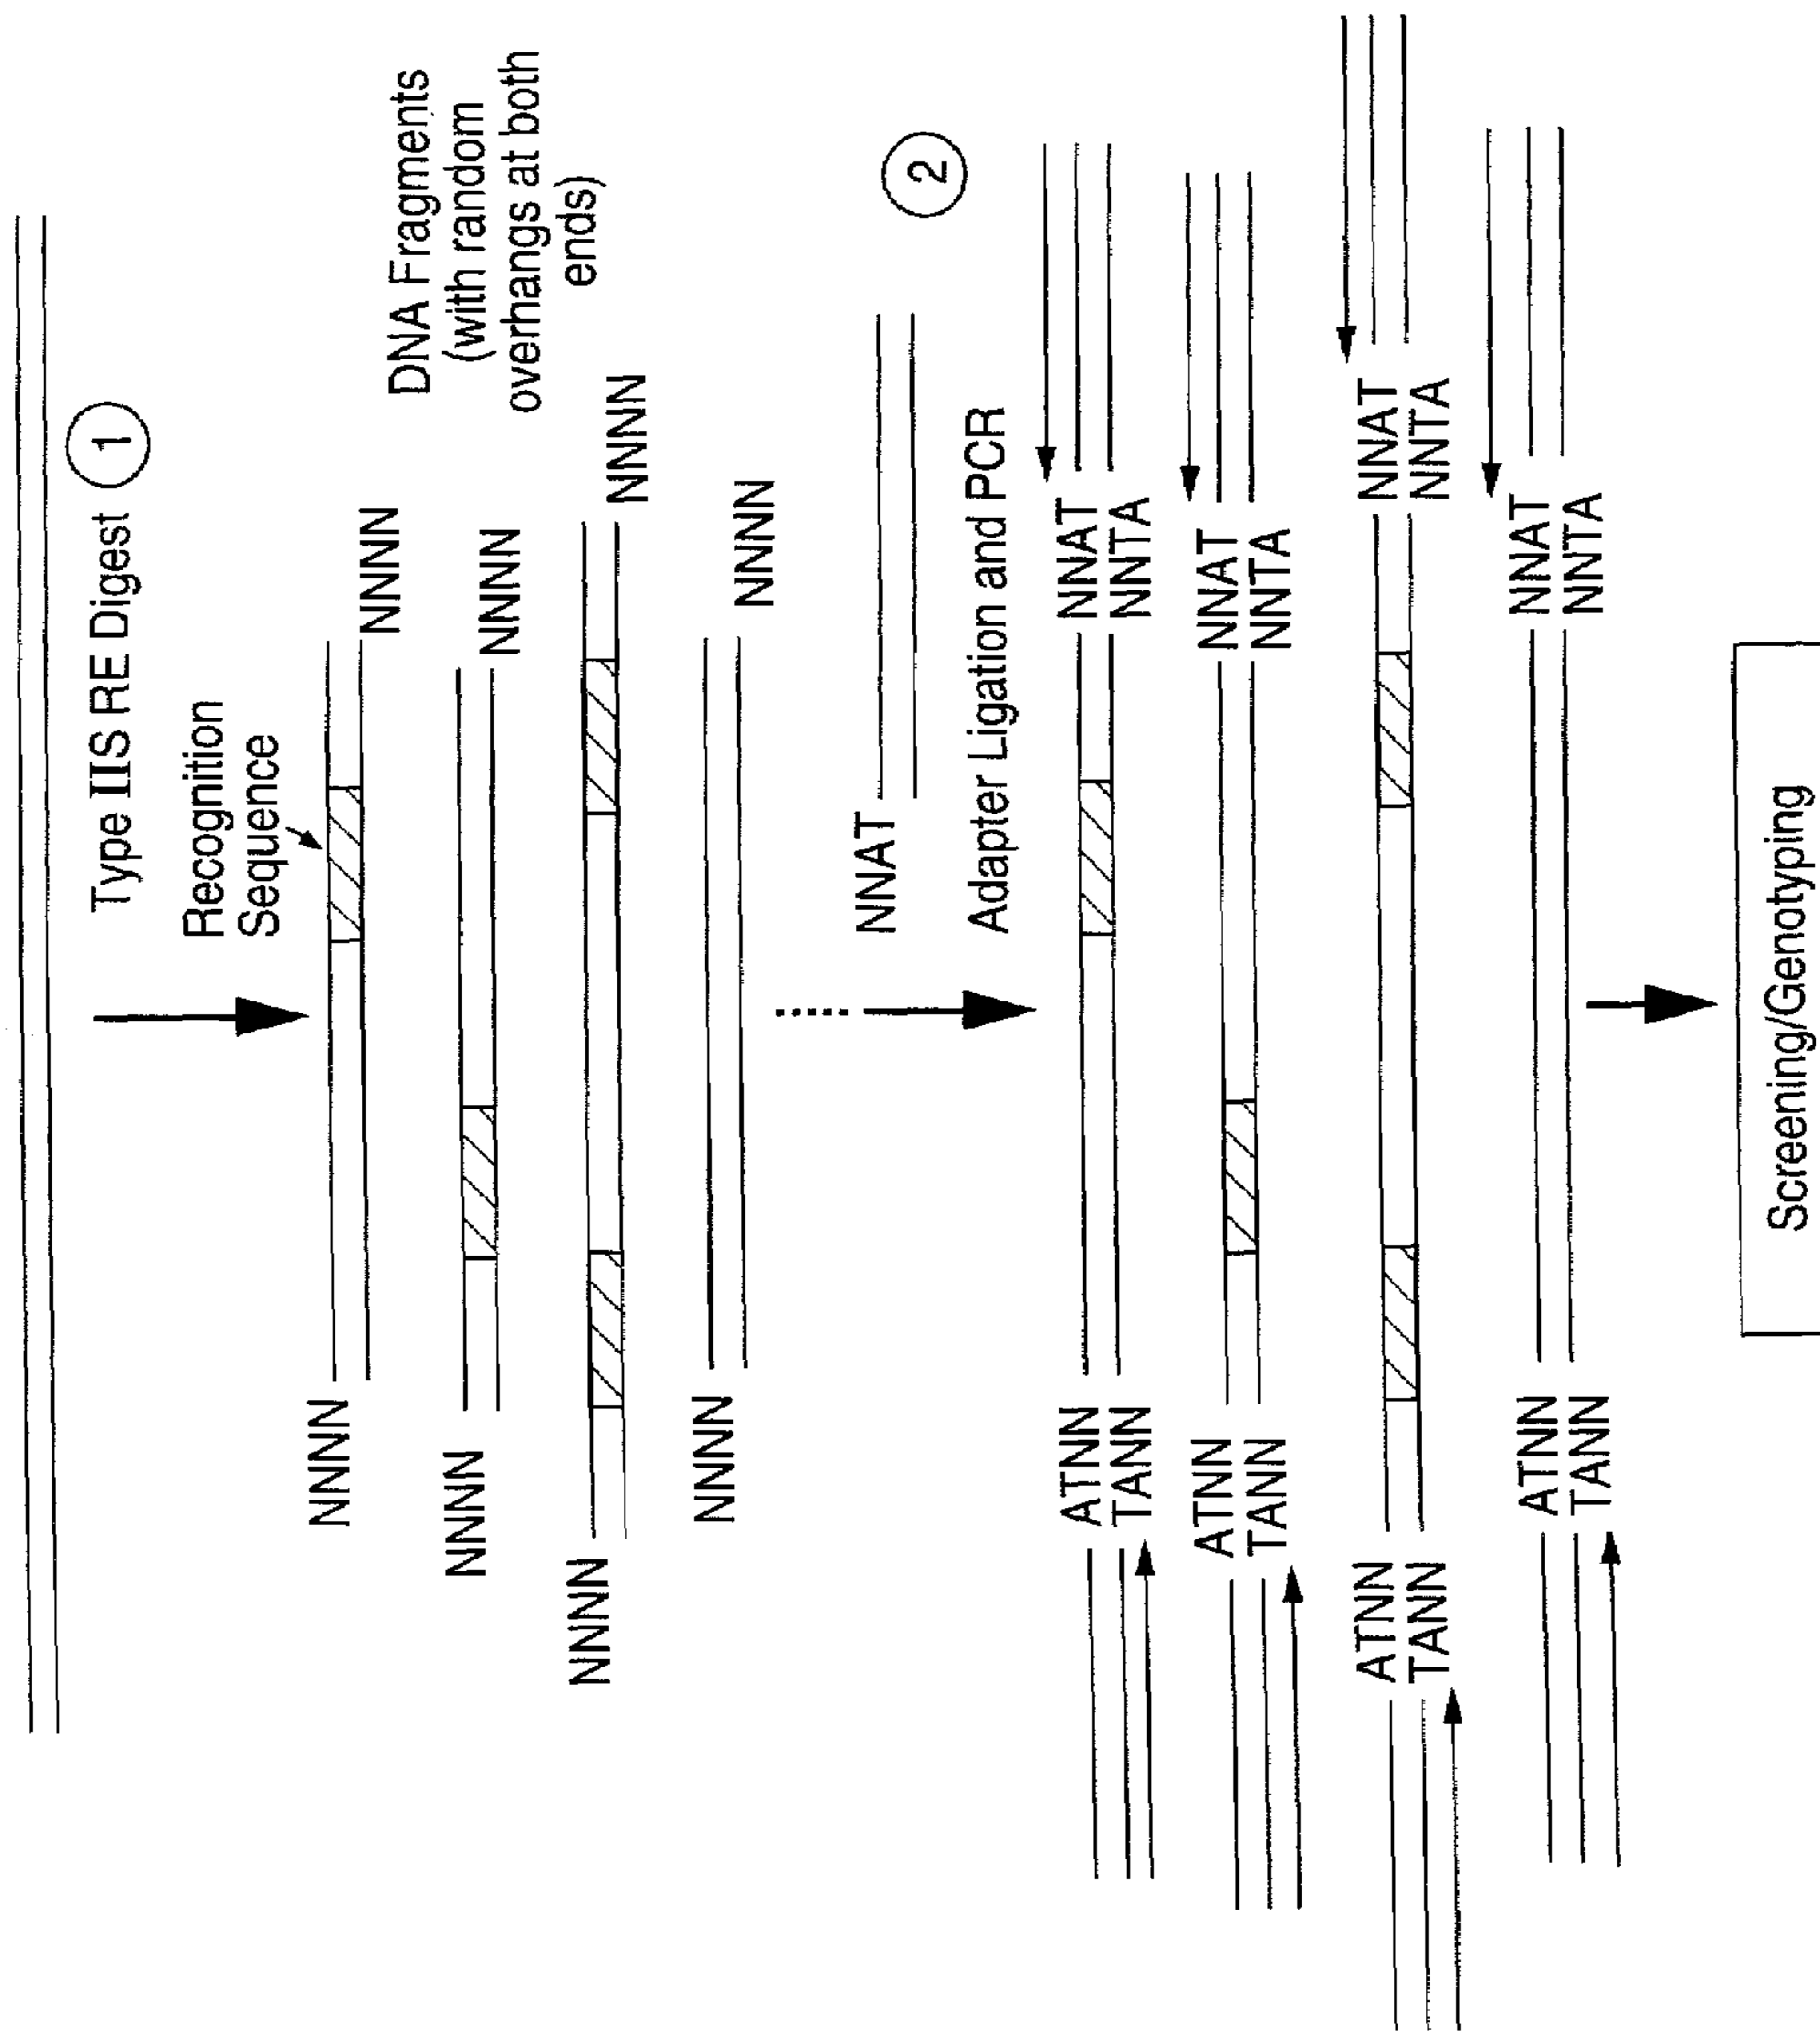 Type IIS RE Digest 1
Recognition
Sequence
NNNN NNNN
DNA Fragments
(with random
overhangs at both
ends)
NNNN NNNN
NNNN NNNN
NNNN NNNN
NNAT
2
Adapter Ligation and PCR
ATNN NNAT
TANN NNTA
ATNN NNAT
TANN NNTA
ATNN NNAT
TANN NNTA
ATNN NNAT
TANN NNTA
Screening/Genotyping